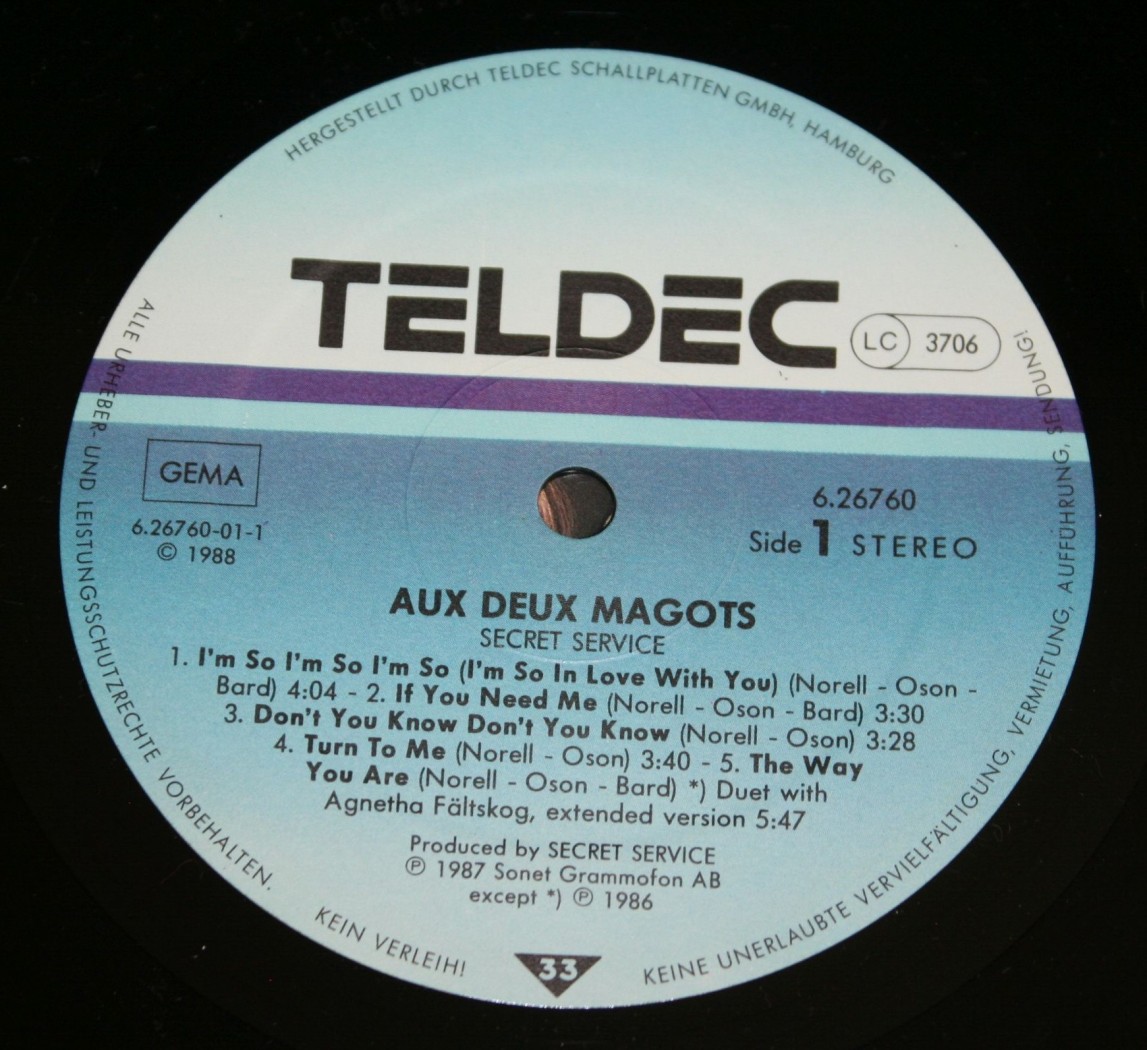 HERGESTELLT DURCH TELDEC SCHALLPLATTEN GMBH, HAMBURG
TELDEC
LC 3706
GEMA
6.26760-01-1
© 1988
6.26760
Side 1 STEREO
AUX DEUX MAGOTS
SECRET SERVICE
1. I'm So I'm So I'm So (I'm So In Love With You) (Norell - Oson -
Bard) 4:04 - 2. If You Need Me (Norell - Oson - Bard) 3:30
3. Don't You Know Don't You Know (Norell - Oson) 3:28
4. Turn To Me (Norell - Oson) 3:40 - 5. The Way
You Are (Norell - Oson - Bard) *) Duet with
Agnetha Fältskog, extended version 5:47
Produced by SECRET SERVICE
℗ 1987 Sonet Grammofon AB
except *) ℗ 1986
33
ALLE URHEBER- UND LEISTUNGSSCHUTZRECHTE VORBEHALTEN.
KEIN VERLEIH!
KEINE UNERLAUBTE VERVIELFÄLTIGUNG, VERMIETUNG, AUFFÜHRUNG, SENDUNG!